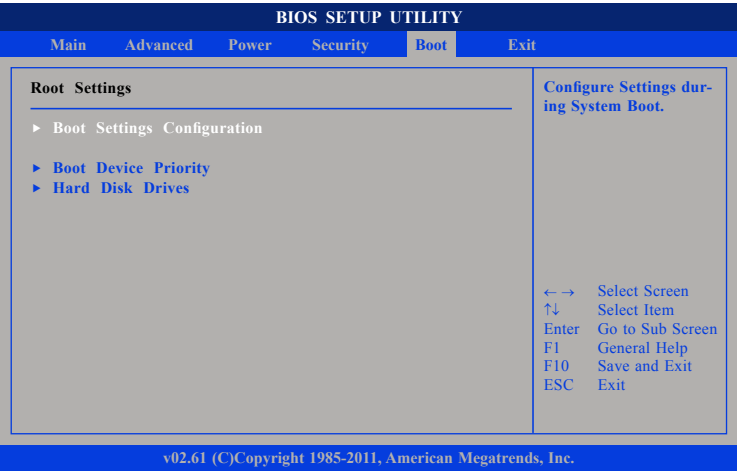 BIOS SETUP UTILITY
Main Advanced Power Security Boot Exit
Root Settings
▶ Boot Settings Configuration
▶ Boot Device Priority
▶ Hard Disk Drives
Configure Settings dur-
ing System Boot.
←→ Select Screen
↑↓ Select Item
Enter Go to Sub Screen
F1 General Help
F10 Save and Exit
ESC Exit
v02.61 (C)Copyright 1985-2011, American Megatrends, Inc.